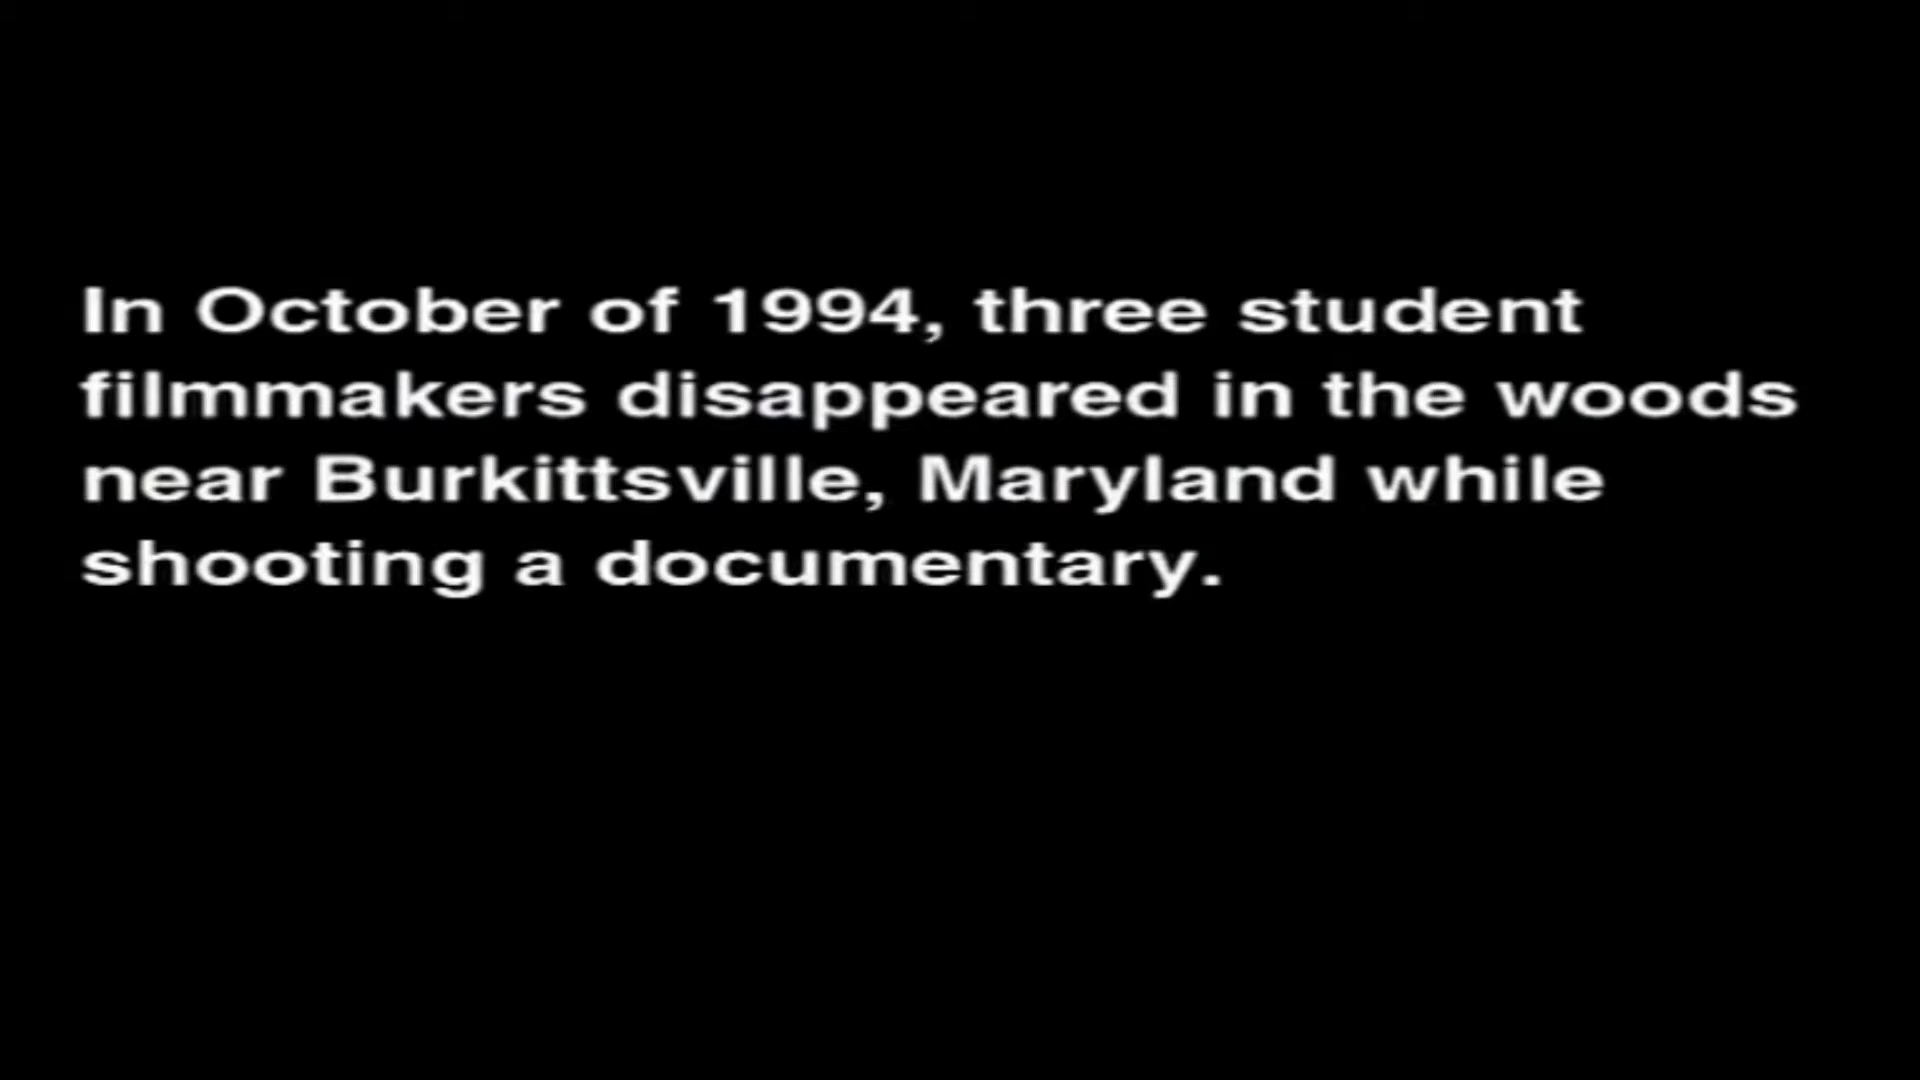 In October of 1994, three student
filmmakers disappeared in the woods
near Burkittsville, Maryland while
shooting a documentary.